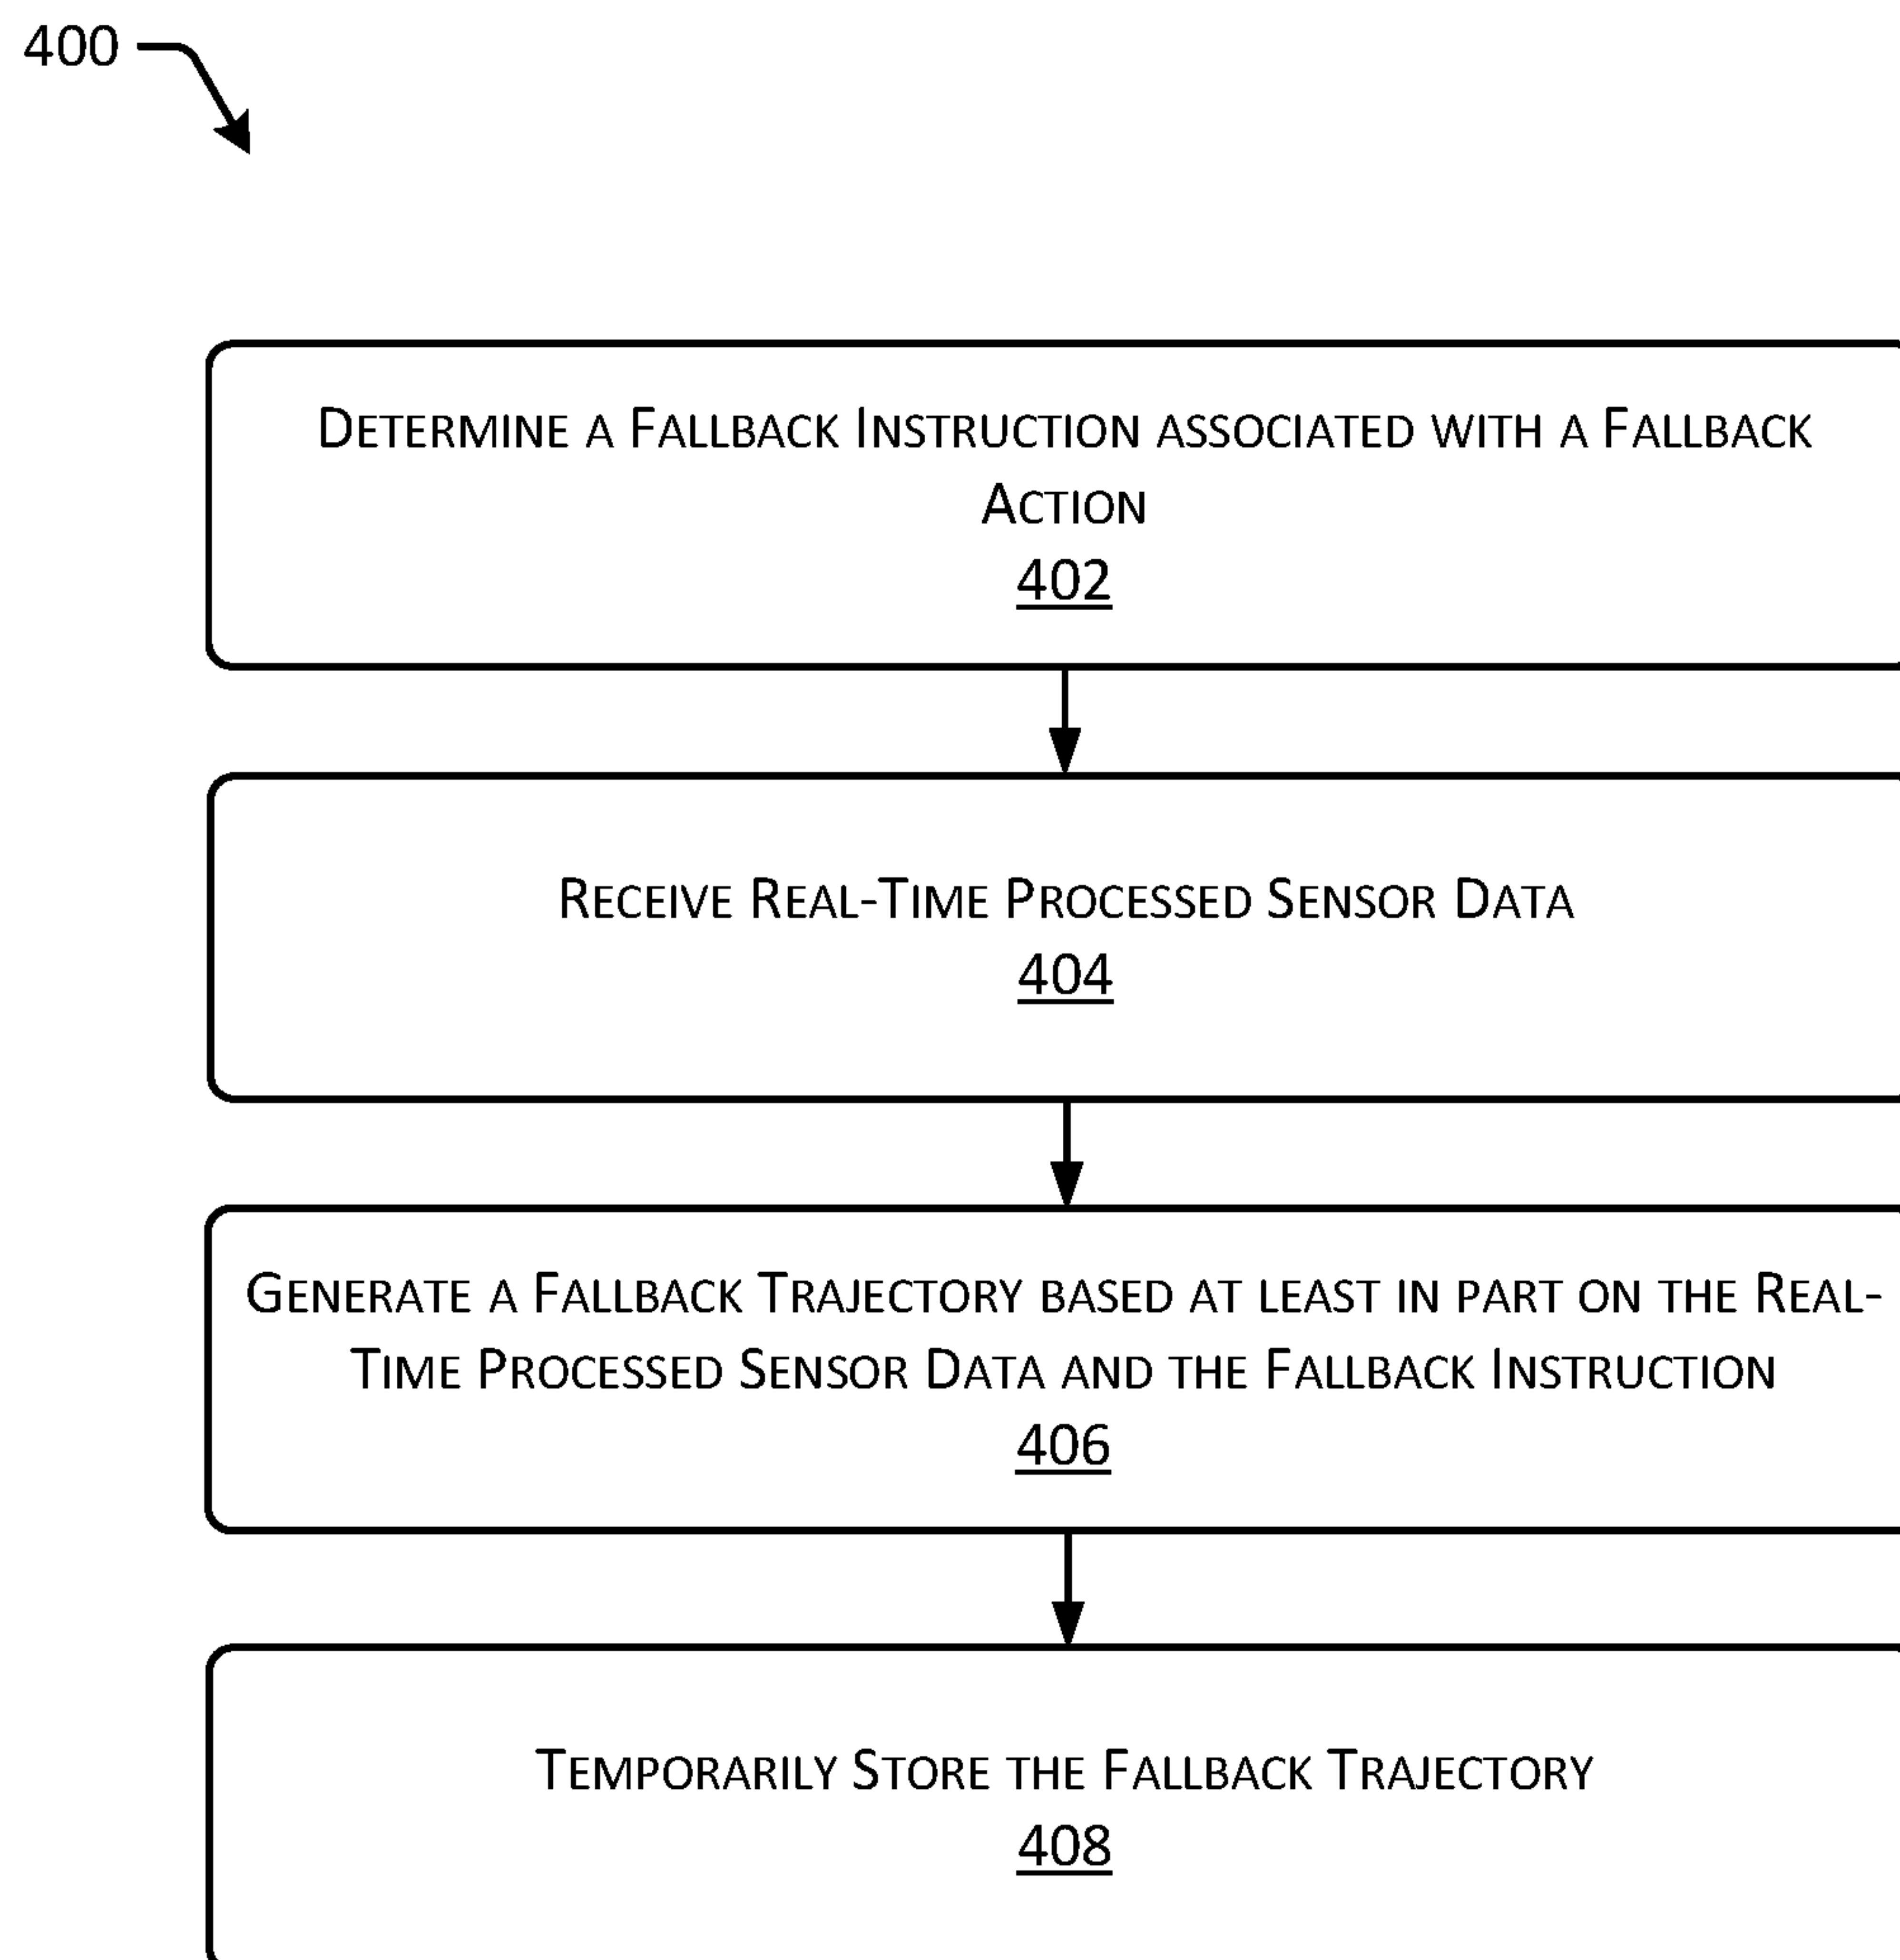 400
Determine a Fallback Instruction associated with a Fallback
Action
402
Receive Real-Time Processed Sensor Data
404
Generate a Fallback Trajectory based at least in part on the Real-
Time Processed Sensor Data and the Fallback Instruction
406
Temporarily Store the Fallback Trajectory
408